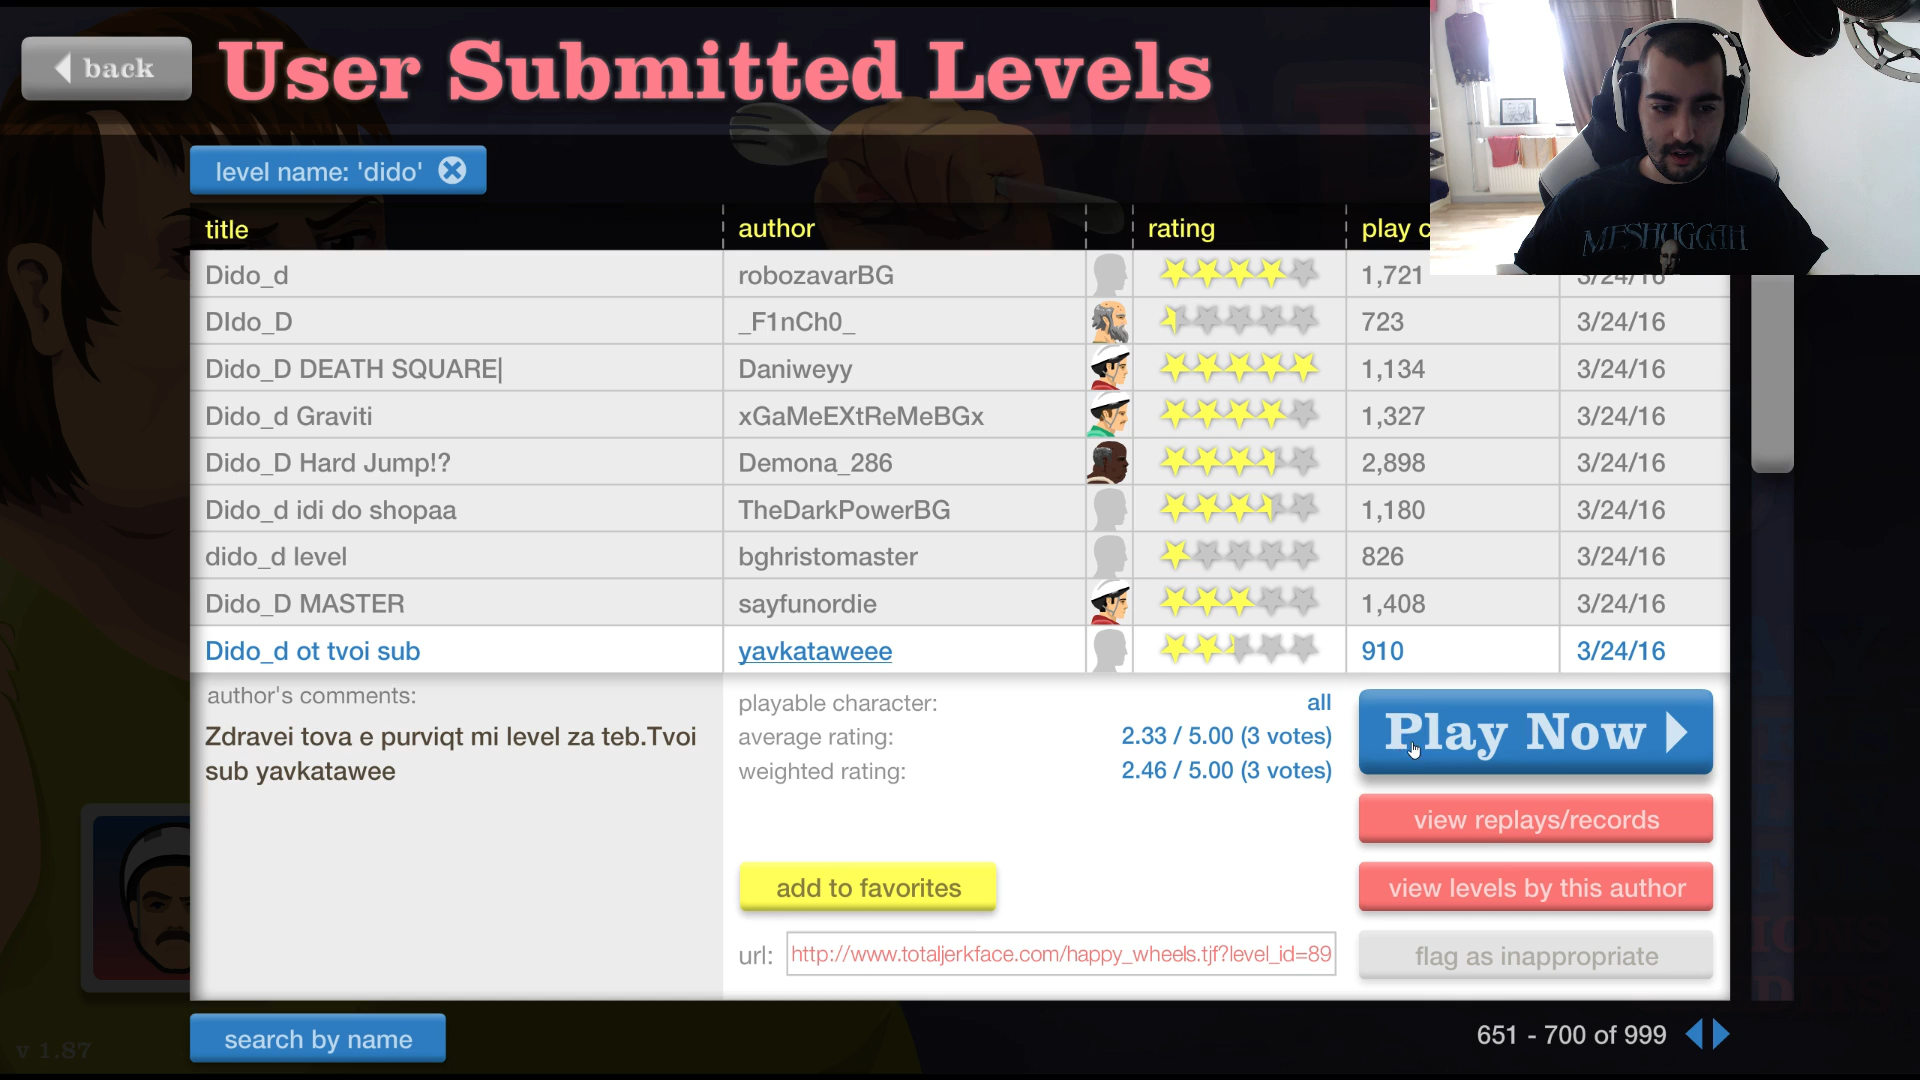 back
User Submitted Levels
level name: 'dido'
title author rating play c
Dido_d robozavarBG 1,721 3/24/16
DIdo_D _F1nCh0_ 723 3/24/16
Dido_D DEATH SQUARE| Daniweyy 1,134 3/24/16
Dido_d Graviti xGaMeEXtReMeBGx 1,327 3/24/16
Dido_D Hard Jump!? Demona_286 2,898 3/24/16
Dido_d idi do shopaa TheDarkPowerBG 1,180 3/24/16
dido_d level bghristomaster 826 3/24/16
Dido_D MASTER sayfunordie 1,408 3/24/16
Dido_d ot tvoi sub yavkataweee 910 3/24/16
author's comments:
Zdravei tova e purviqt mi level za teb.Tvoi
sub yavkatawee
playable character: all
average rating: 2.33 / 5.00 (3 votes)
weighted rating: 2.46 / 5.00 (3 votes)
add to favorites
url: http://www.totaljerkface.com/happy_wheels.tjf?level_id=89
Play Now
view replays/records
view levels by this author
flag as inappropriate
search by name
651 - 700 of 999
v 1.87
MESHUGGAH